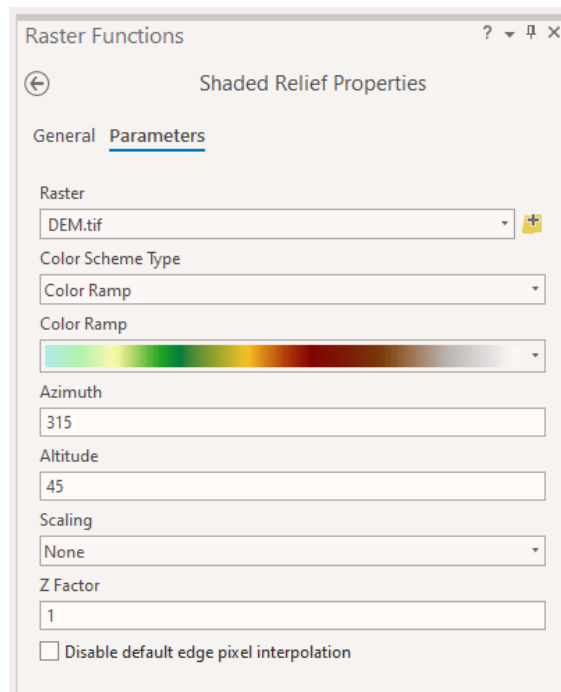 Raster Functions ?
Shaded Relief Properties
General Parameters
Raster
DEM.tif
Color Scheme Type
Color Ramp
Color Ramp
Azimuth
315
Altitude
45
Scaling
None
Z Factor
1
Disable default edge pixel interpolation